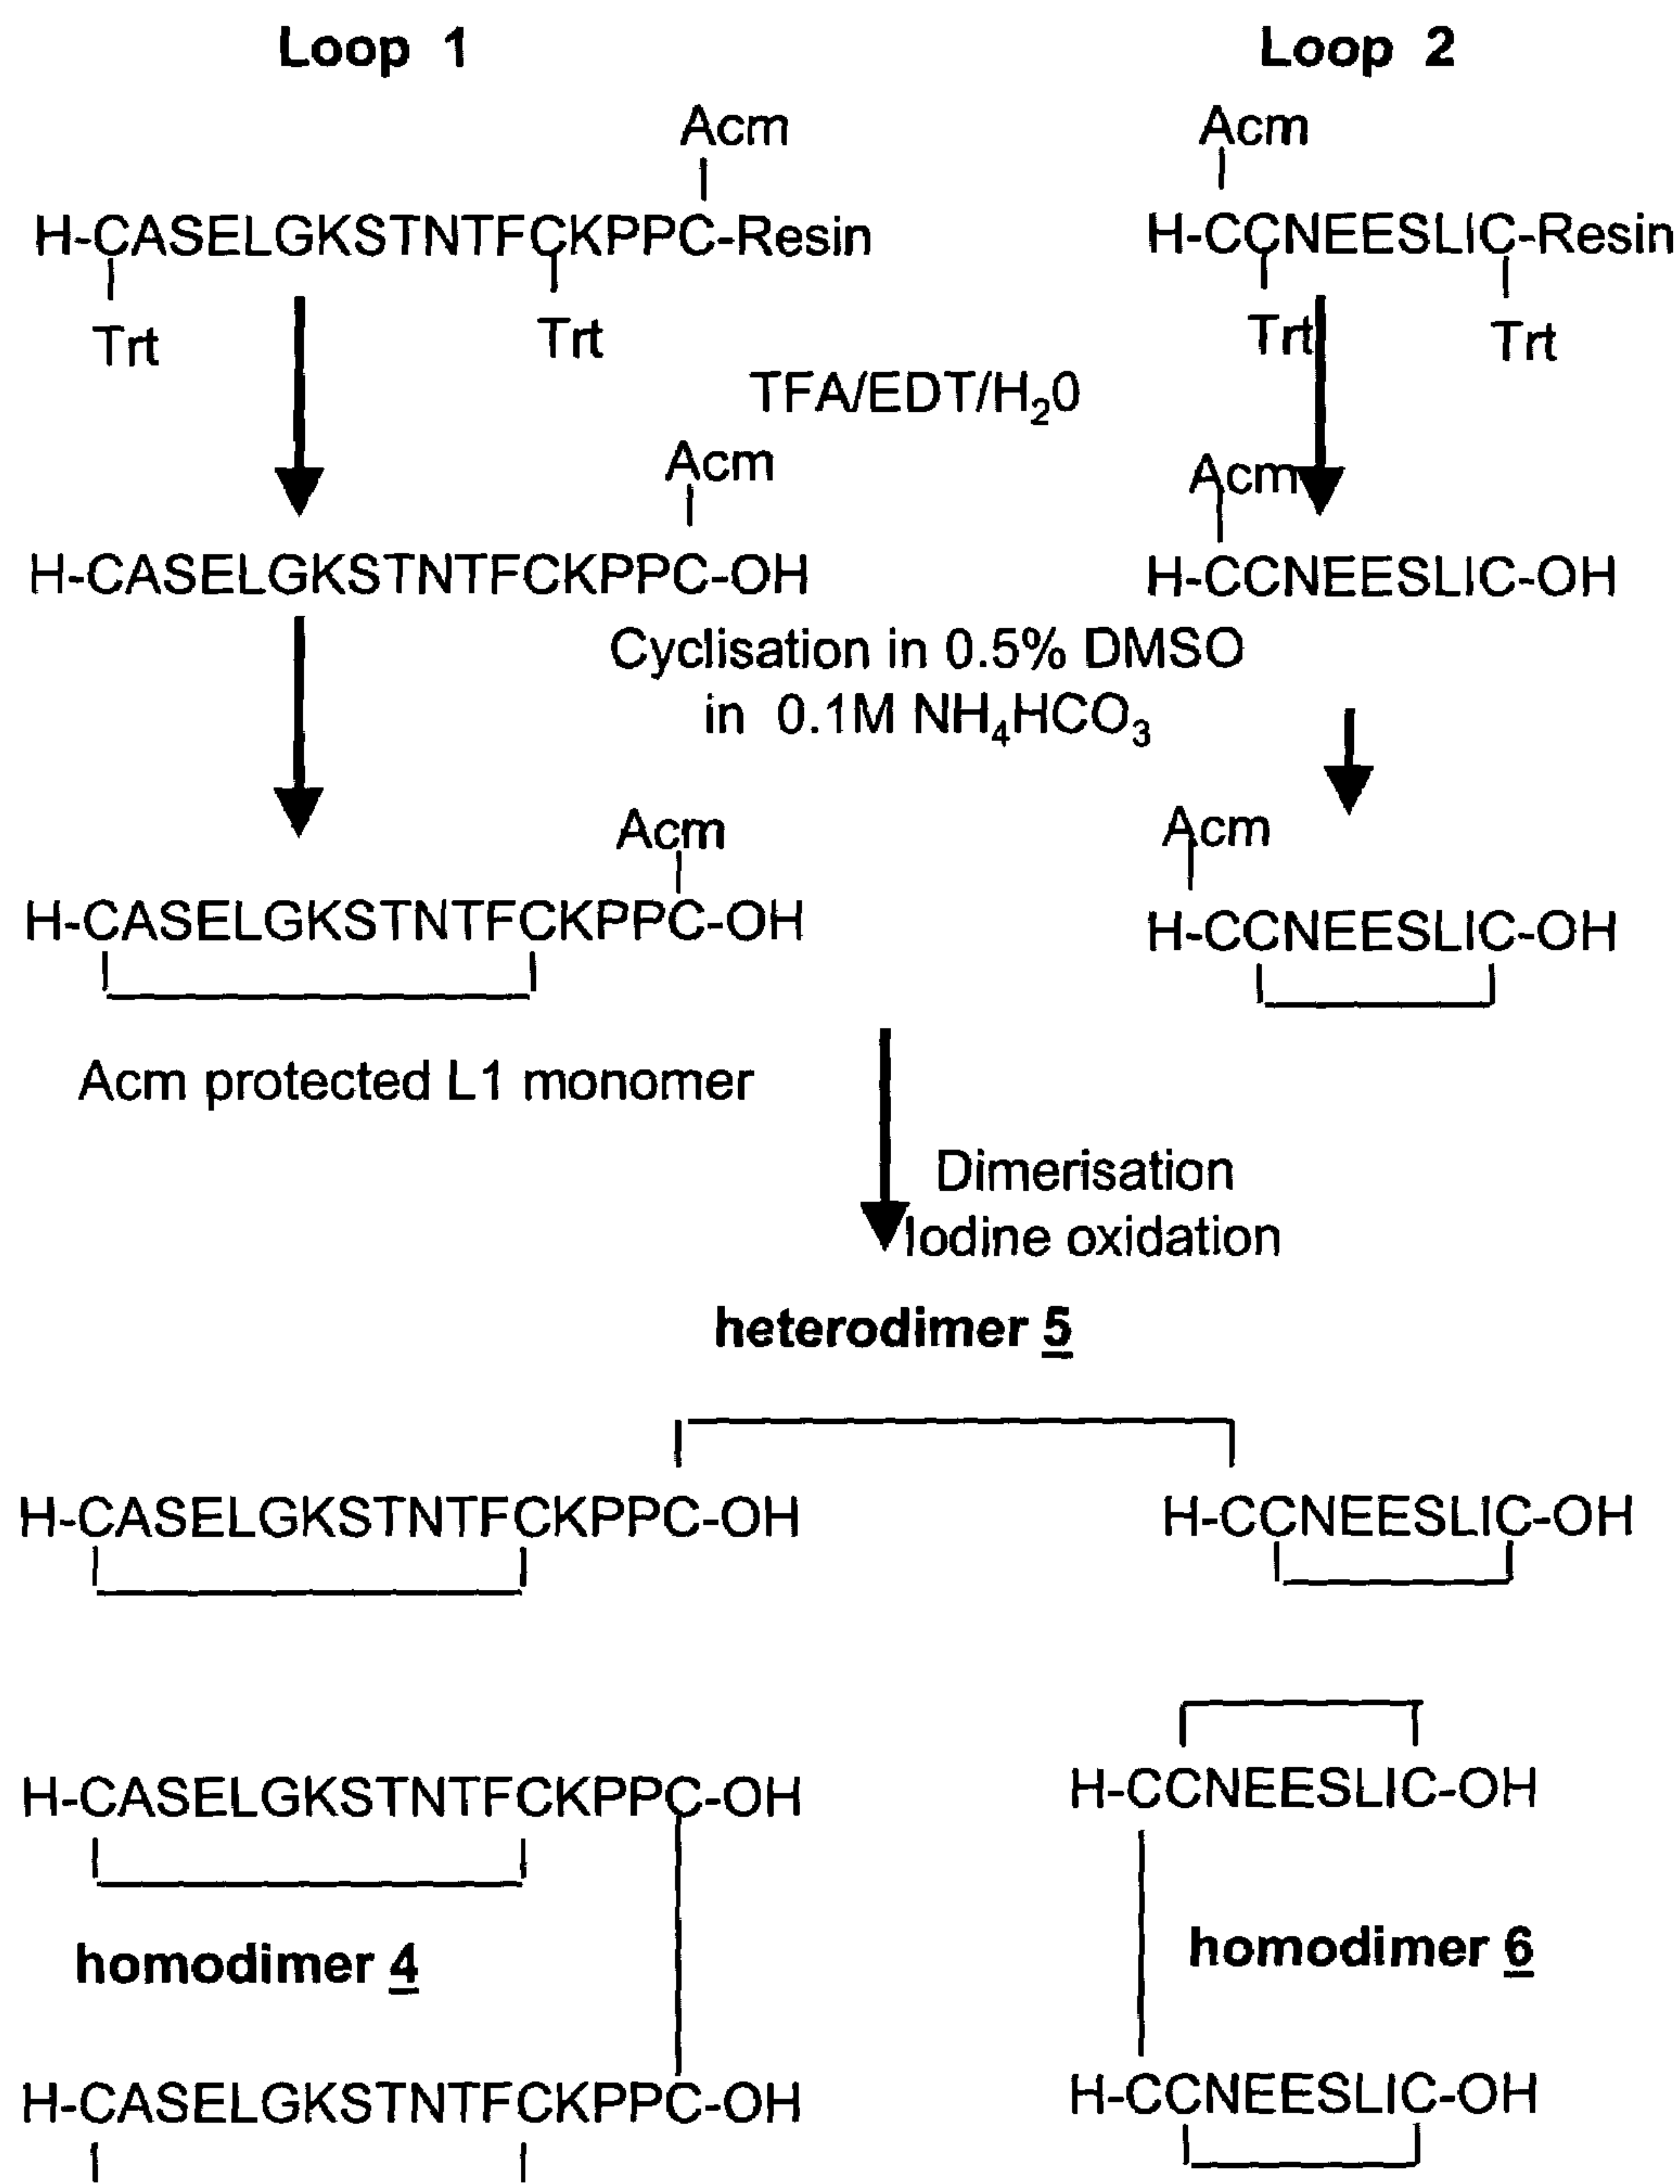 Loop 1
Loop 2
Acm
Acm
H-CASELGKSTNTFCKPPC-Resin
H-CCNEESLIC-Resin
Trt
Trt
Trt
Trt
TFA/EDT/H₂0
Acm
Acm
H-CASELGKSTNTFCKPPC-OH
H-CCNEESLIC-OH
Cyclisation in 0.5% DMSO
in 0.1M NH₄HCO₃
Acm
Acm
H-CASELGKSTNTFCKPPC-OH
H-CCNEESLIC-OH
Acm protected L1 monomer
Dimerisation
Iodine oxidation
heterodimer 5
H-CASELGKSTNTFCKPPC-OH
H-CCNEESLIC-OH
H-CASELGKSTNTFCKPPC-OH
H-CCNEESLIC-OH
homodimer 4
homodimer 6
H-CASELGKSTNTFCKPPC-OH
H-CCNEESLIC-OH